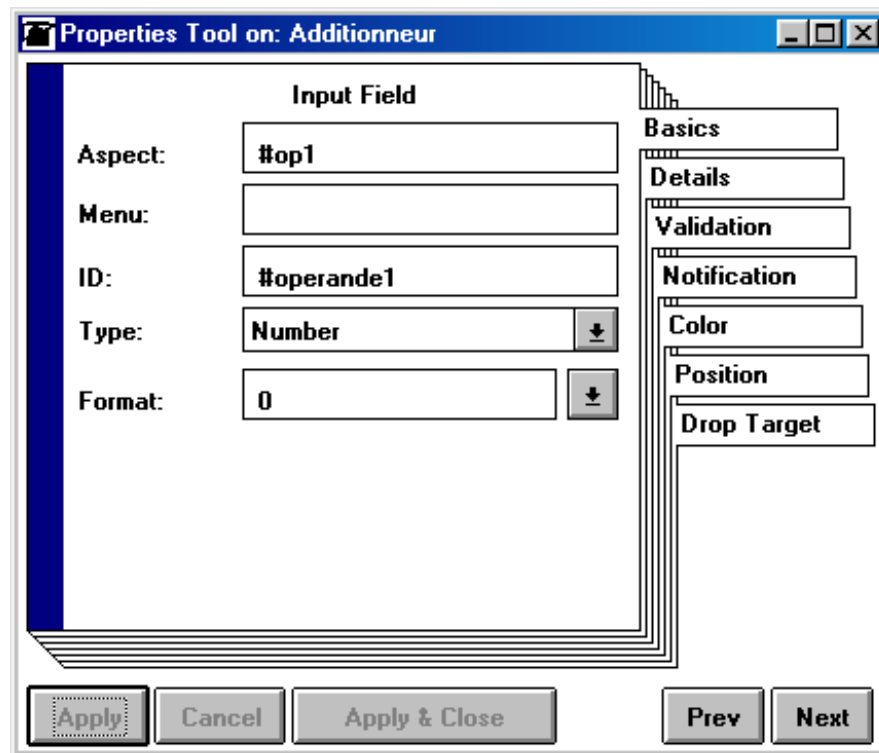 Properties Tool on: Additionneur
Input Field
Aspect: #op1
Menu:
ID: #operande1
Type: Number
Format: 0
Basics
Details
Validation
Notification
Color
Position
Drop Target
Apply Cancel Apply & Close Prev Next